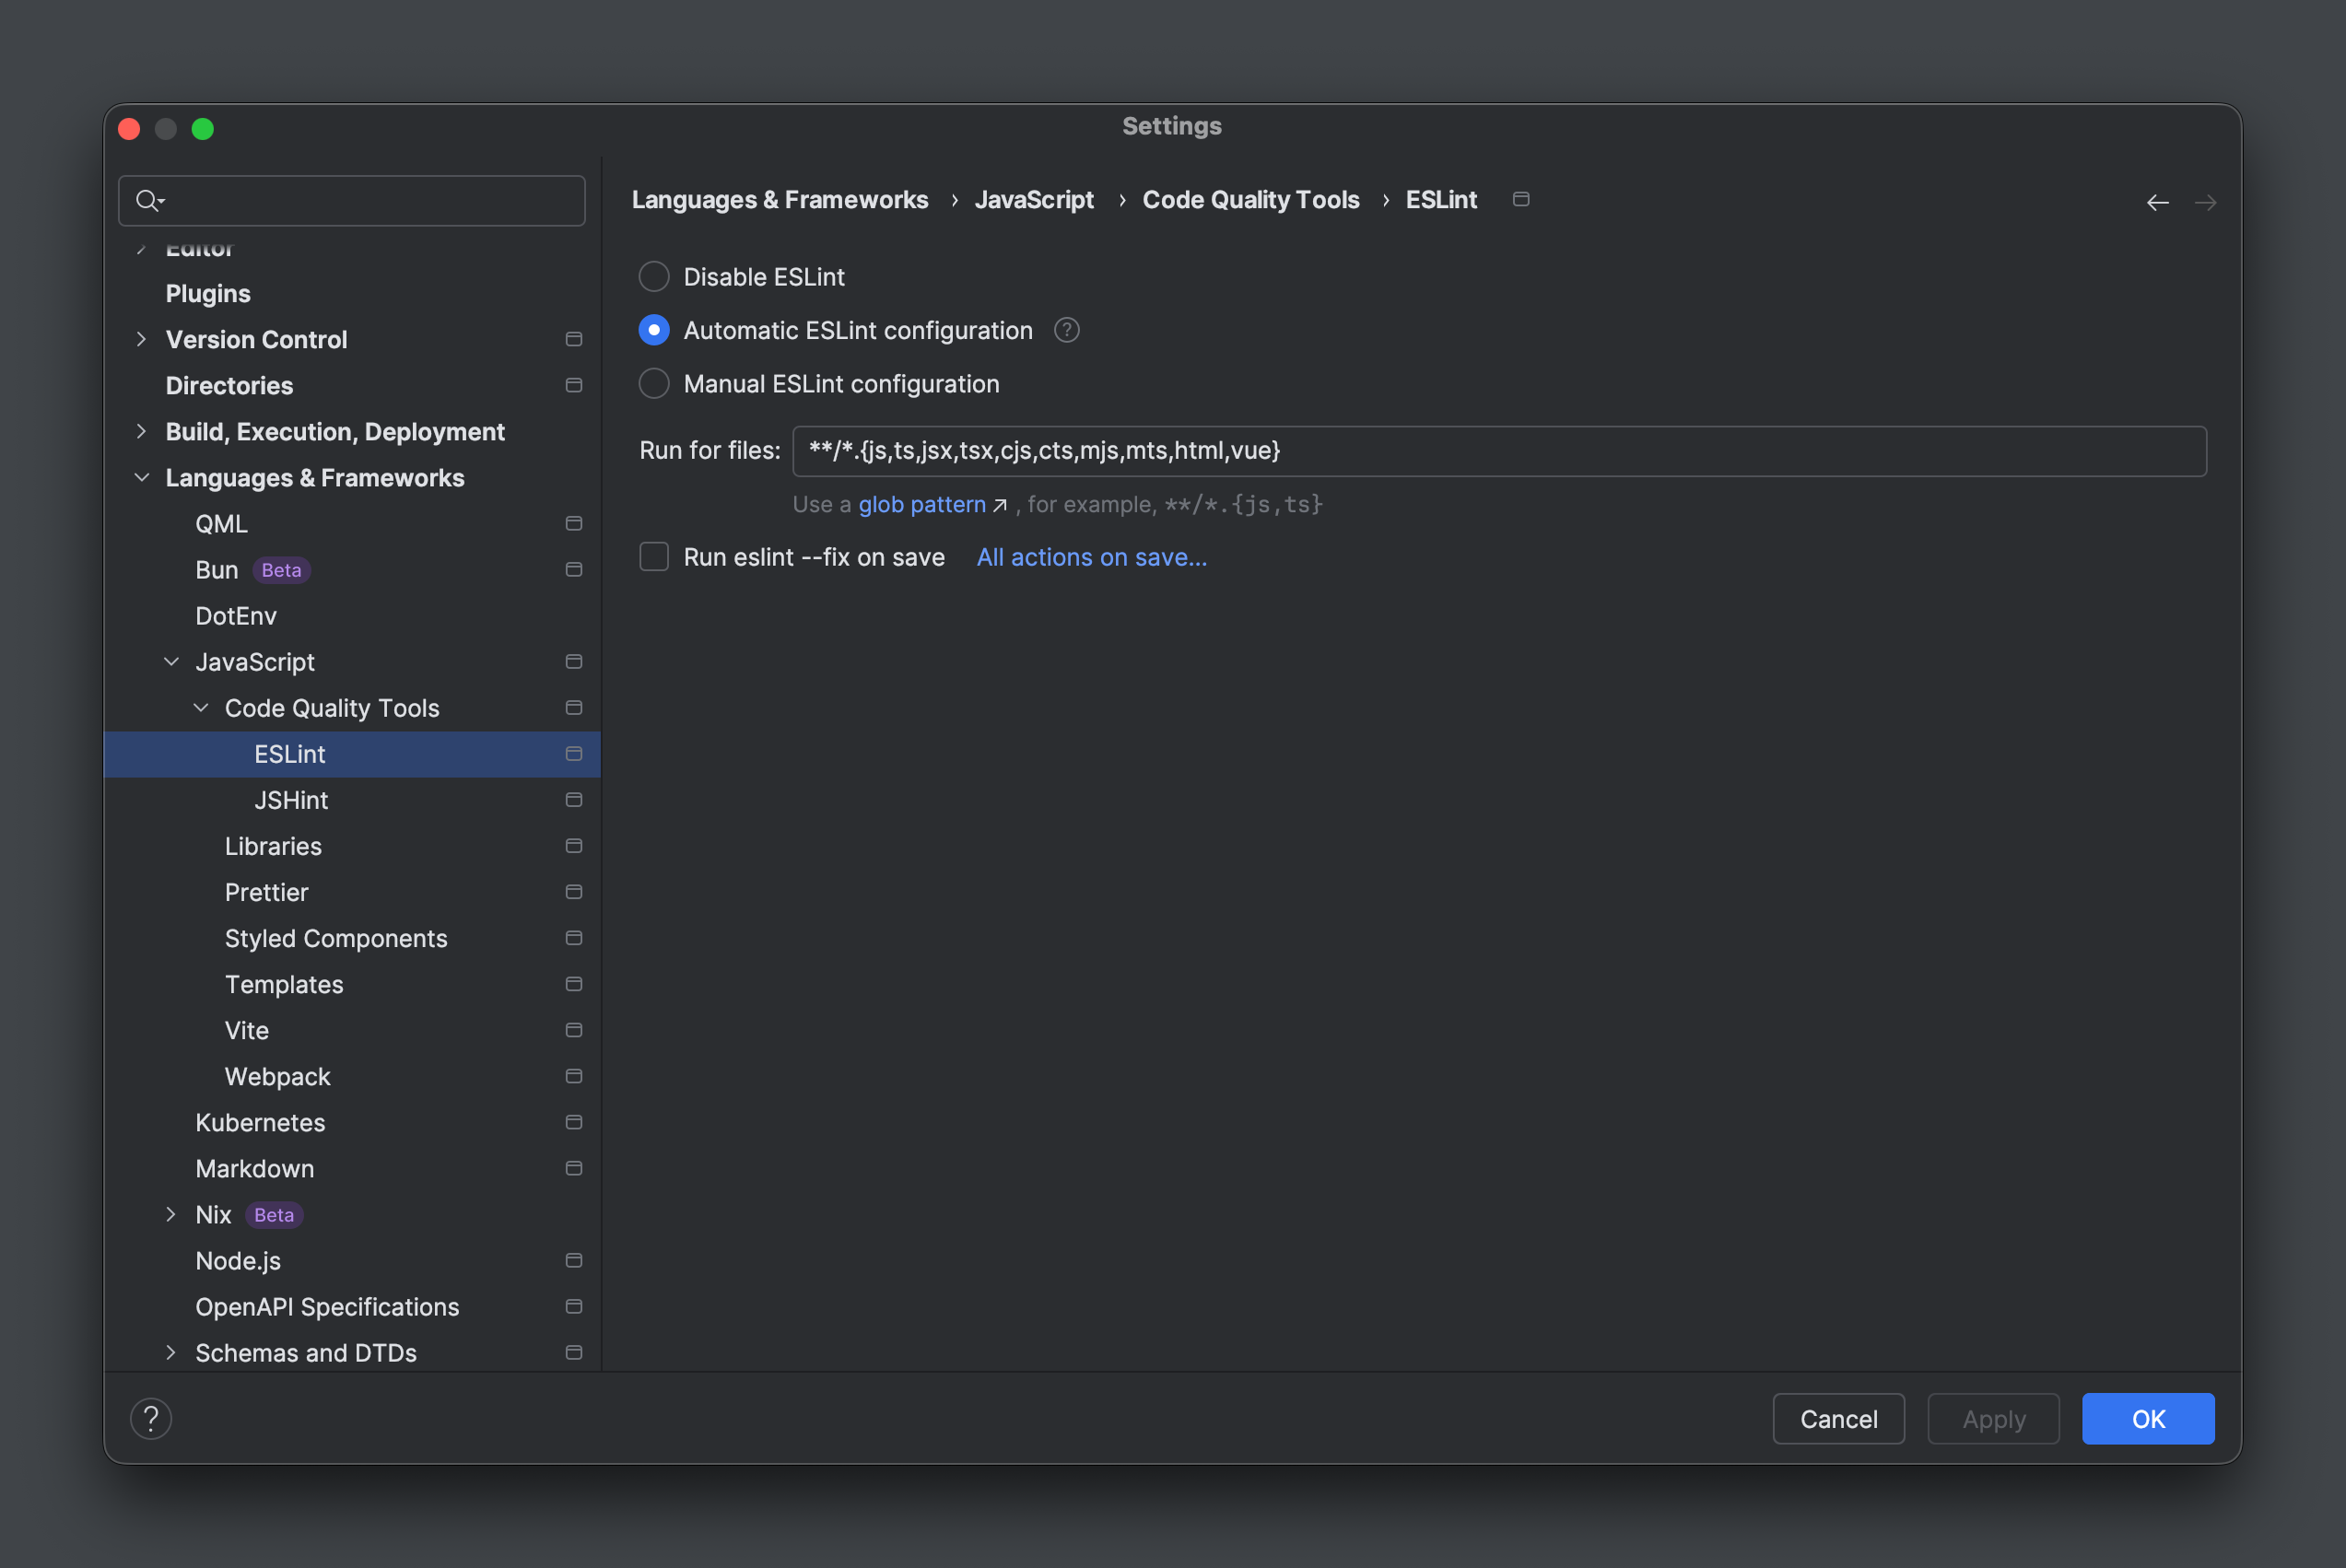 Settings
Editor
Plugins
Version Control
Directories
Build, Execution, Deployment
Languages & Frameworks
QML
Bun Beta
DotEnv
JavaScript
Code Quality Tools
ESLint
JSHint
Libraries
Prettier
Styled Components
Templates
Vite
Webpack
Kubernetes
Markdown
Nix Beta
Node.js
OpenAPI Specifications
Schemas and DTDs
Languages & Frameworks › JavaScript › Code Quality Tools › ESLint
Disable ESLint
Automatic ESLint configuration ?
Manual ESLint configuration
Run for files: **/*.{js,ts,jsx,tsx,cjs,cts,mjs,mts,html,vue}
Use a glob pattern ↗ , for example, **/*.{js,ts}
Run eslint --fix on save All actions on save...
? Cancel Apply OK